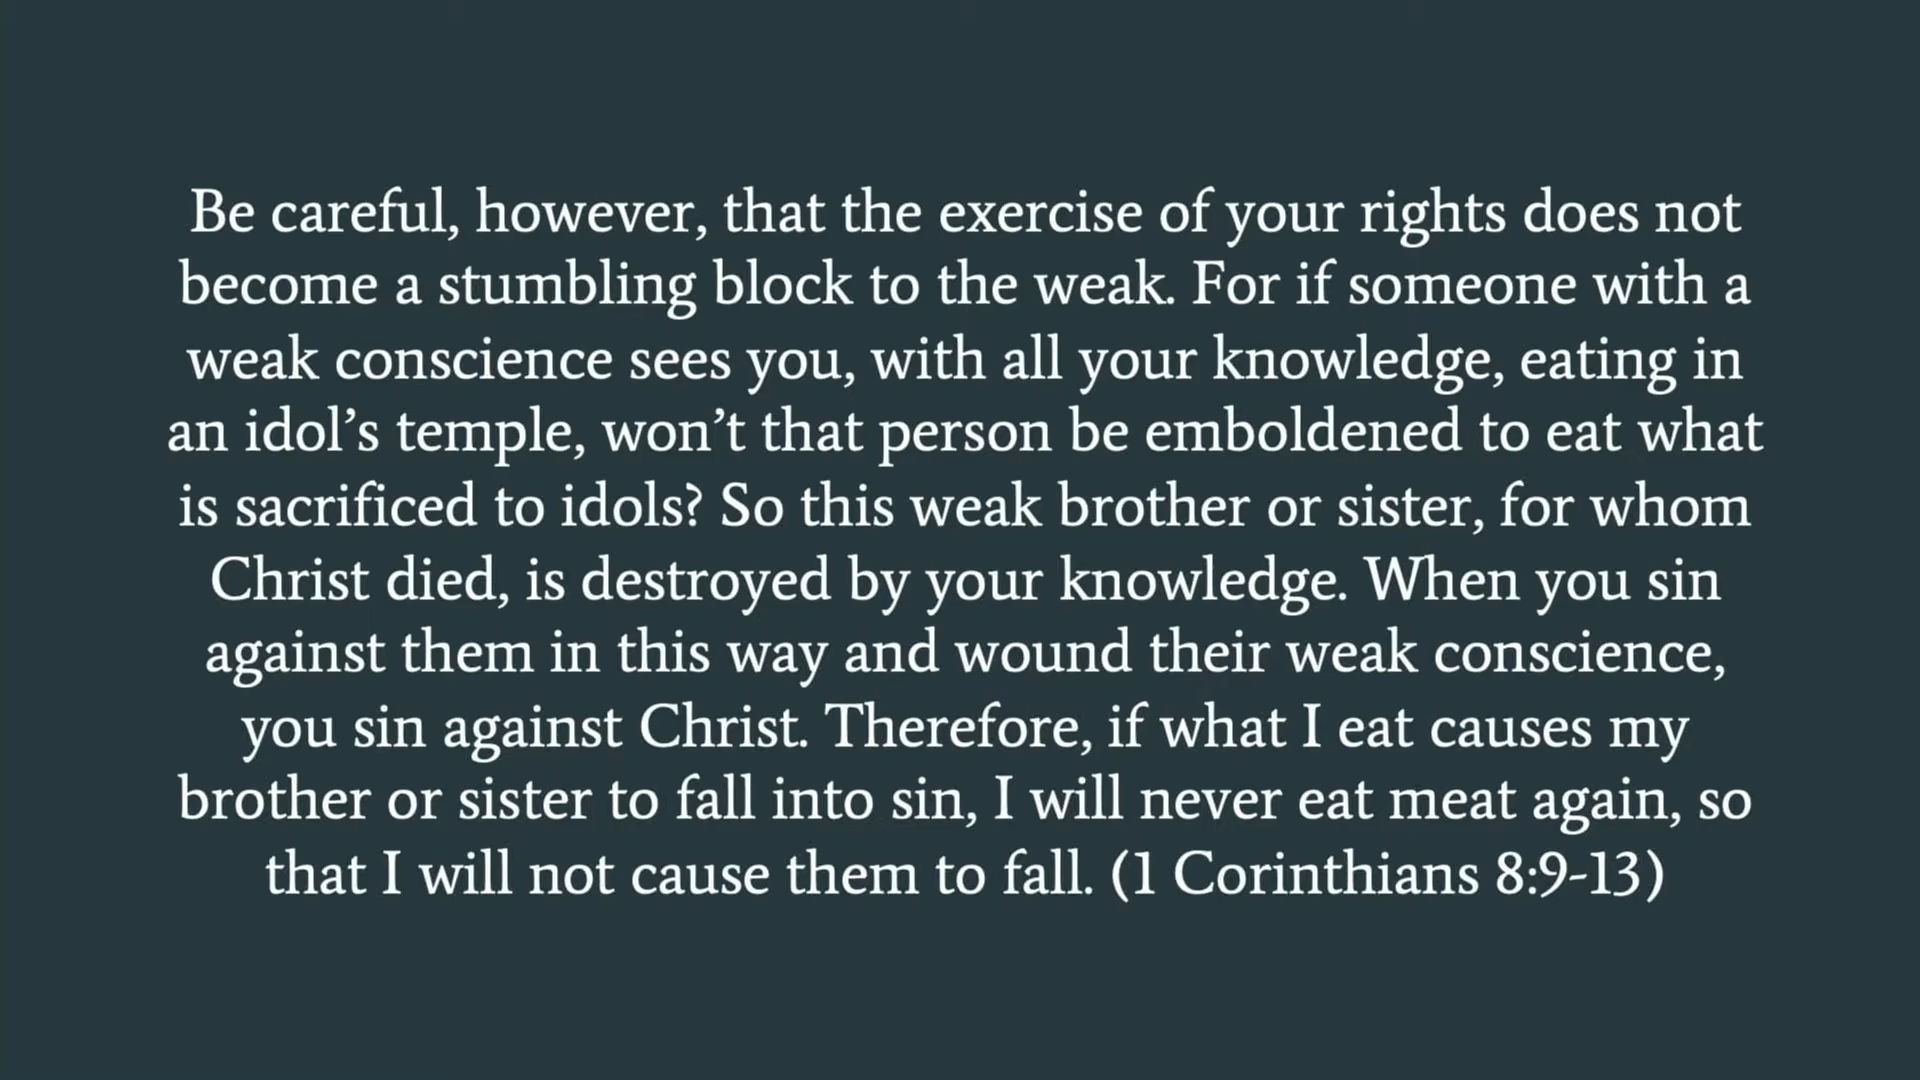 Be careful, however, that the exercise of your rights does not
become a stumbling block to the weak. For if someone with a
weak conscience sees you, with all your knowledge, eating in
an idol’s temple, won’t that person be emboldened to eat what
is sacrificed to idols? So this weak brother or sister, for whom
Christ died, is destroyed by your knowledge. When you sin
against them in this way and wound their weak conscience,
you sin against Christ. Therefore, if what I eat causes my
brother or sister to fall into sin, I will never eat meat again, so
that I will not cause them to fall. (1 Corinthians 8:9-13)